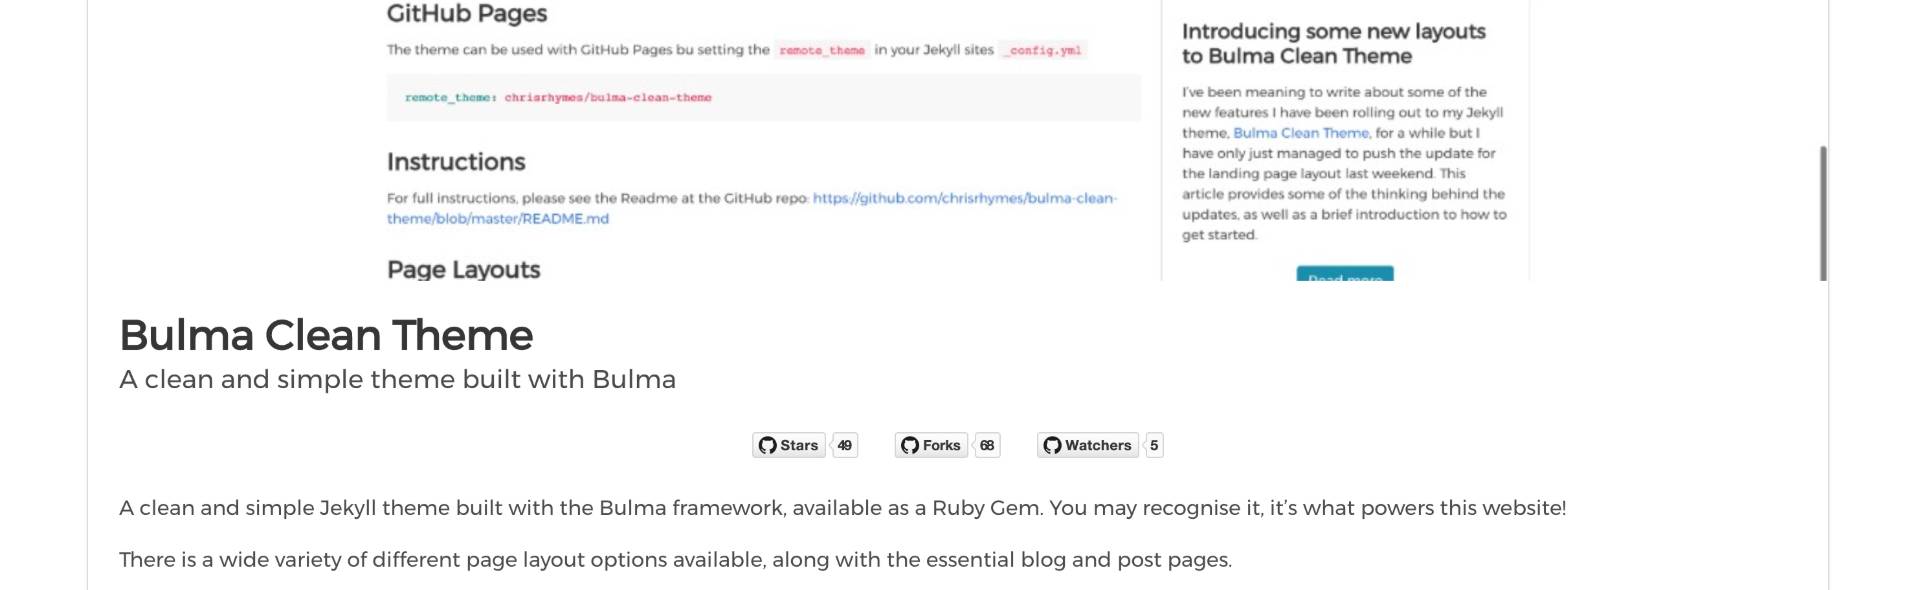 GitHub Pages
The theme can be used with GitHub Pages bu setting the remote_theme in your Jekyll sites _config.yml
remote_theme: chrisrhymes/bulma-clean-theme
Instructions
For full instructions, please see the Readme at the GitHub repo: https://github.com/chrisrhymes/bulma-clean-
theme/blob/master/README.md
Page Layouts
Introducing some new layouts
to Bulma Clean Theme
I've been meaning to write about some of the
new features I have been rolling out to my Jekyll
theme, Bulma Clean Theme, for a while but I
have only just managed to push the update for
the landing page layout last weekend. This
article provides some of the thinking behind the
updates, as well as a brief introduction to how to
get started.
Read more
Bulma Clean Theme
A clean and simple theme built with Bulma
Stars 49 Forks 68 Watchers 5
A clean and simple Jekyll theme built with the Bulma framework, available as a Ruby Gem. You may recognise it, it's what powers this website!
There is a wide variety of different page layout options available, along with the essential blog and post pages.